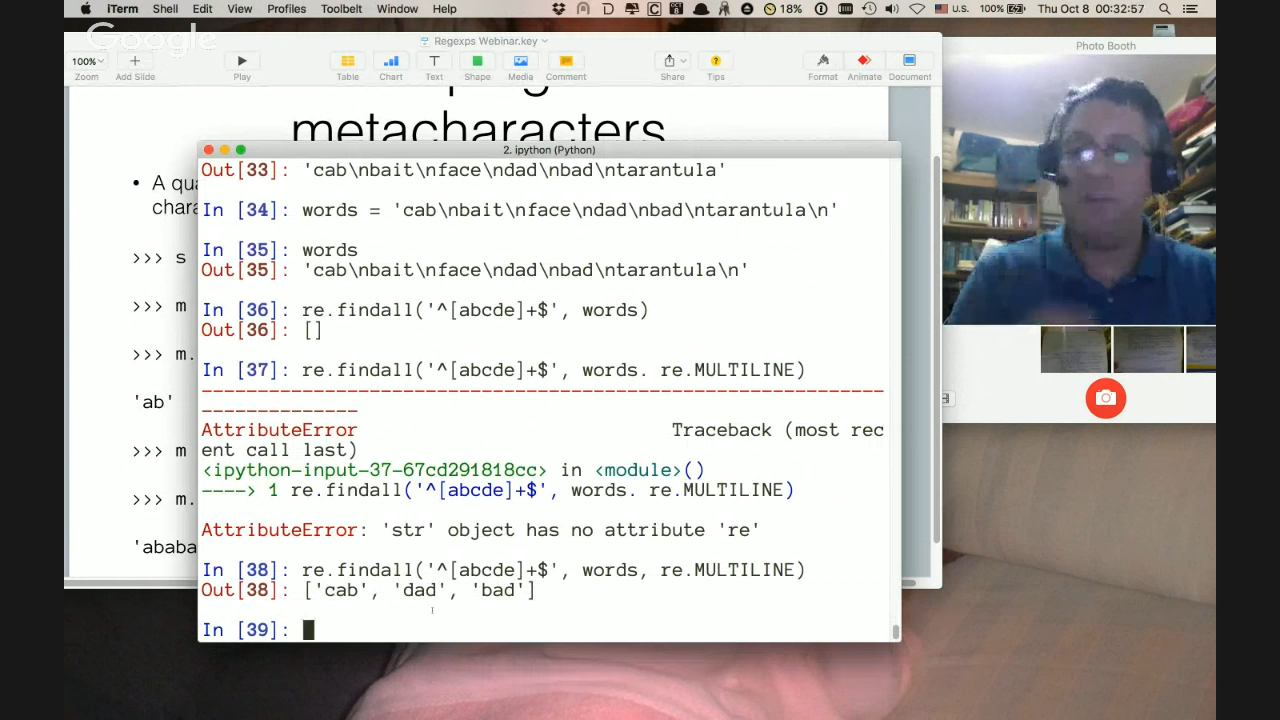 iTerm Shell Edit View Profiles Toolbelt Window Help 18% U.S. 100% Thu Oct 8 00:32:57
Google
Regexps Webinar.key
Photo Booth
100%
Zoom Add Slide Play Table Chart Text Shape Media Comment Share Tips Format Animate Document
metacharacters
2. ipython (Python)
• A qua
chara
>>> s
>>> m
>>> m.
'ab'
>>> m
>>> m.
'ababa
Out[33]: 'cab\nbait\nface\ndad\nbad\ntarantula'
In [34]: words = 'cab\nbait\nface\ndad\nbad\ntarantula\n'
In [35]: words
Out[35]: 'cab\nbait\nface\ndad\nbad\ntarantula\n'
In [36]: re.findall('^[abcde]+$', words)
Out[36]: []
In [37]: re.findall('^[abcde]+$', words. re.MULTILINE)
---------------------------------------------------------------
--------------
AttributeError Traceback (most rec
ent call last)
<ipython-input-37-67cd291818cc> in <module>()
----> 1 re.findall('^[abcde]+$', words. re.MULTILINE)
AttributeError: 'str' object has no attribute 're'
In [38]: re.findall('^[abcde]+$', words, re.MULTILINE)
Out[38]: ['cab', 'dad', 'bad']
In [39]: